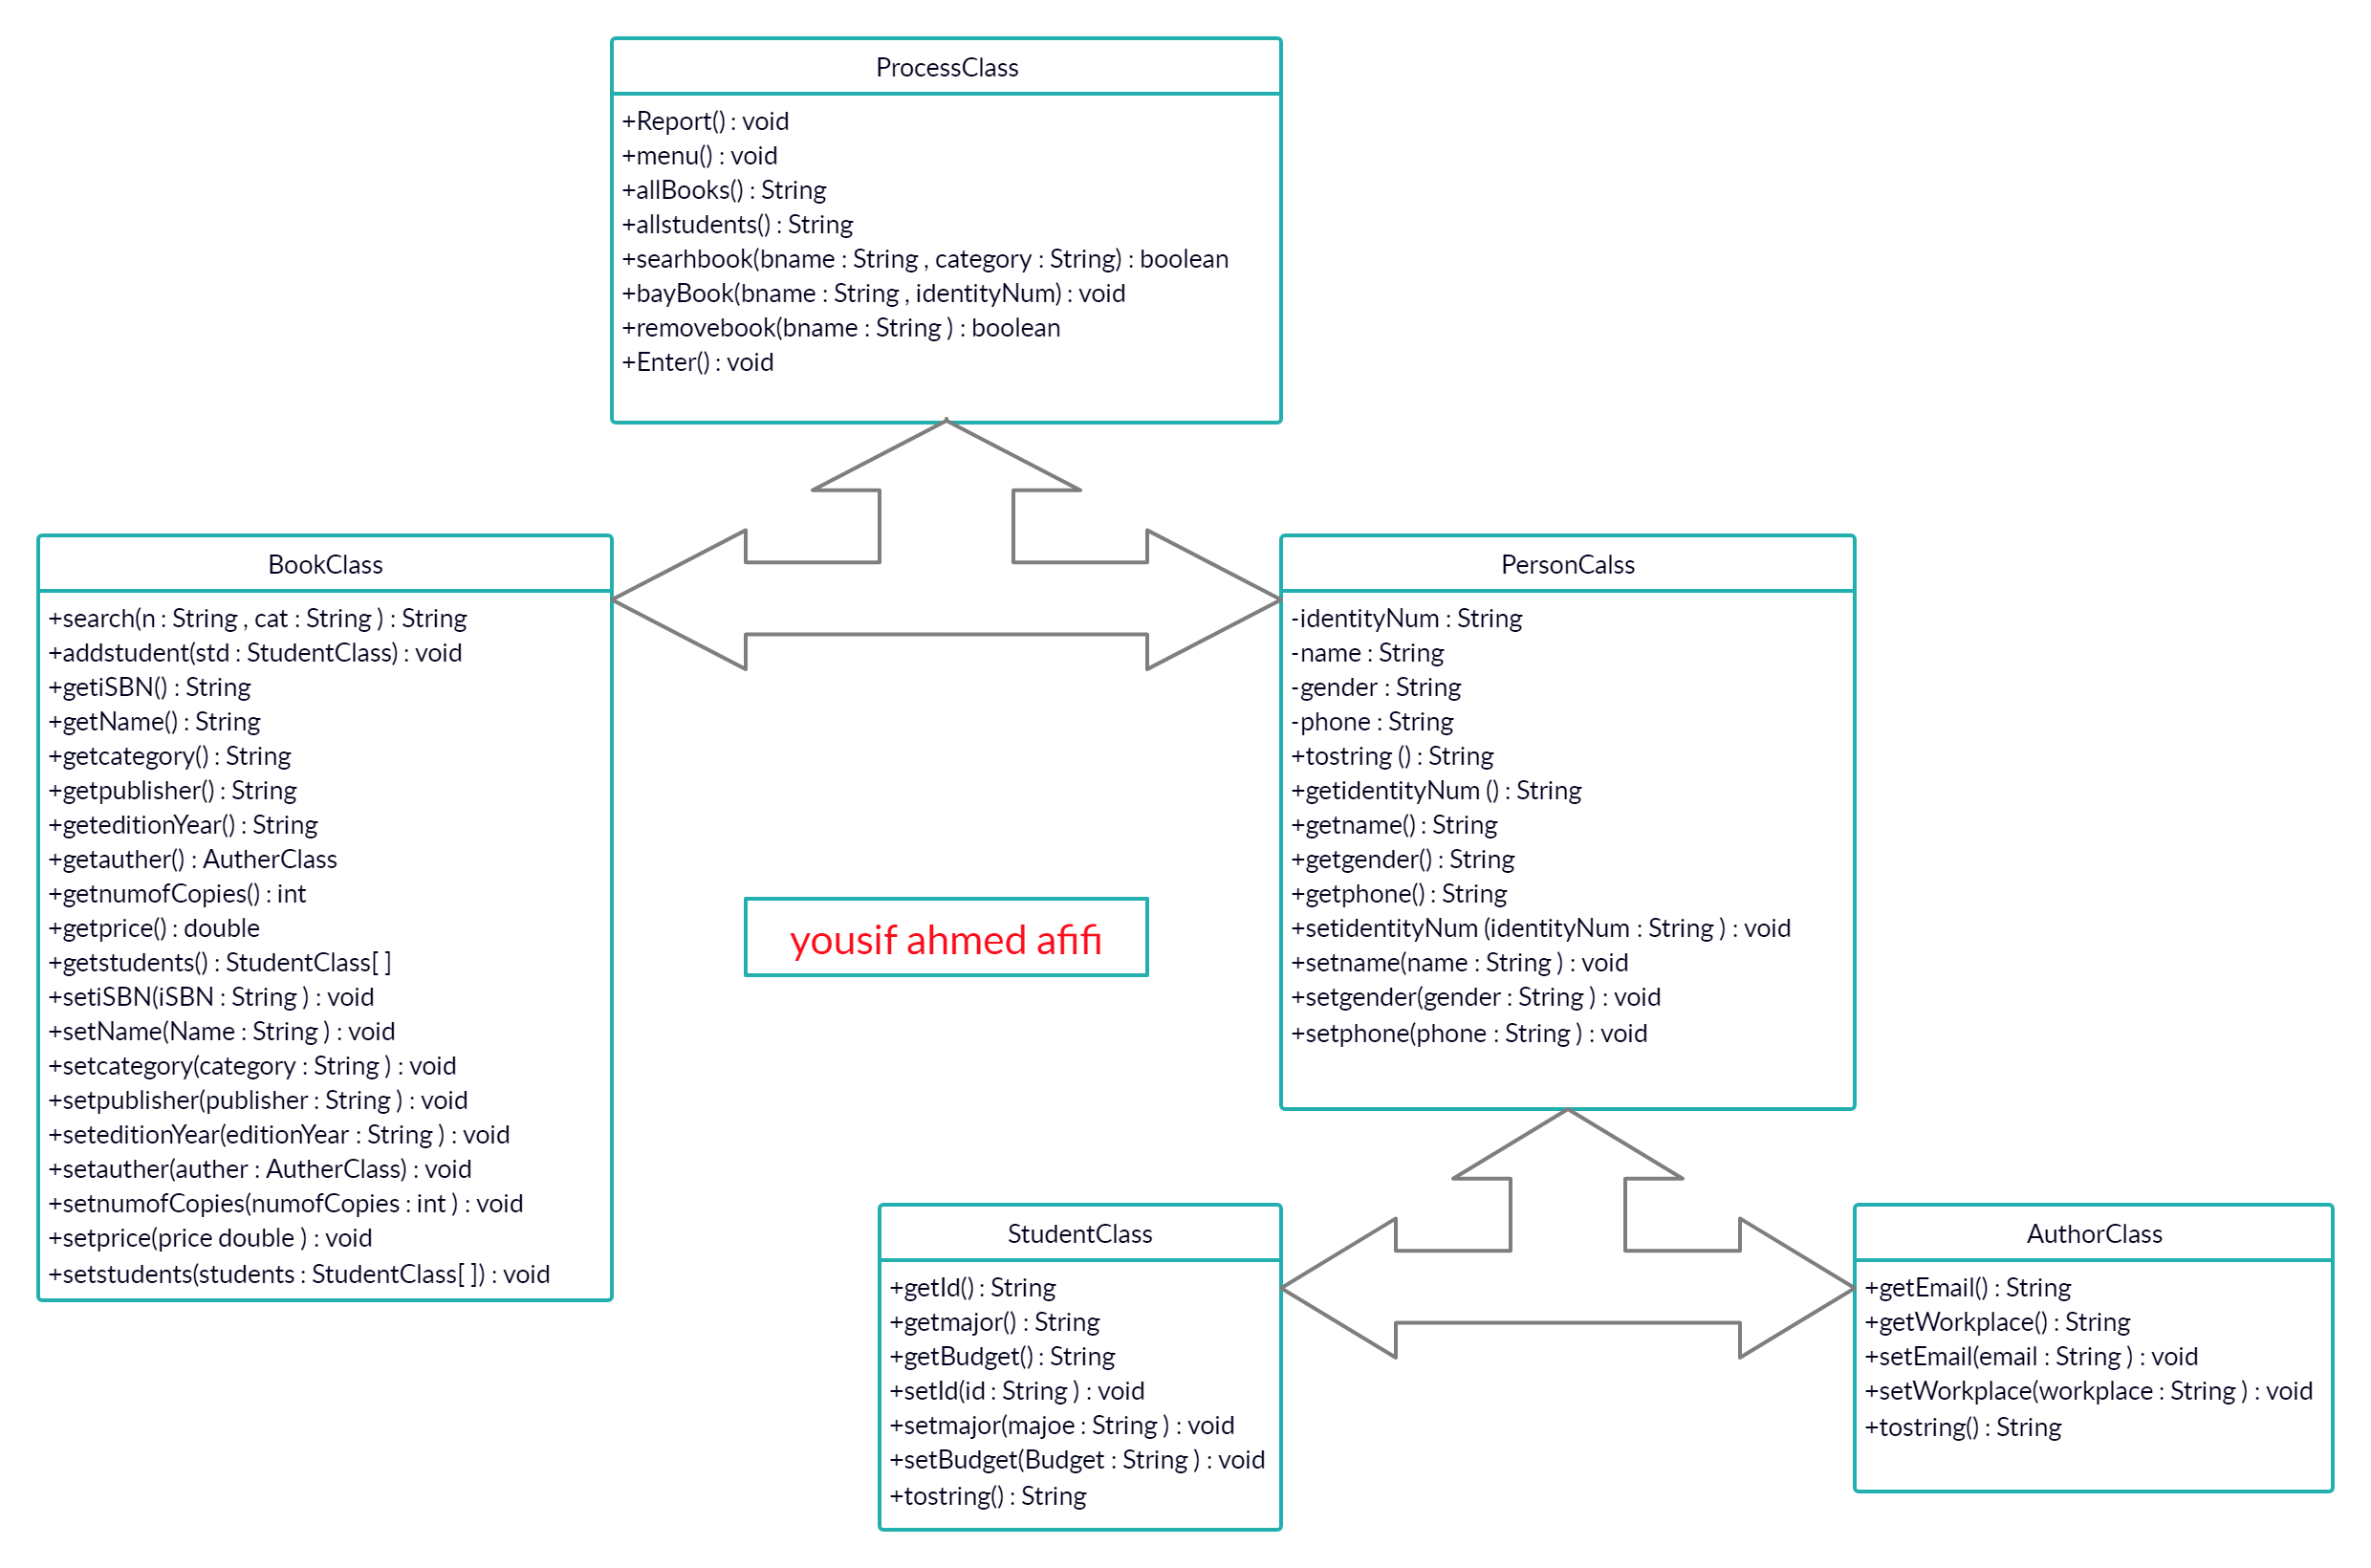 ProcessClass
+Report() : void
+menu() : void
+allBooks() : String
+allstudents() : String
+searhbook(bname : String , category : String) : boolean
+bayBook(bname : String , identityNum) : void
+removebook(bname : String ) : boolean
+Enter() : void
BookClass
+search(n : String , cat : String ) : String
+addstudent(std : StudentClass) : void
+getiSBN() : String
+getName() : String
+getcategory() : String
+getpublisher() : String
+geteditionYear() : String
+getauther() : AutherClass
+getnumofCopies() : int
+getprice() : double
+getstudents() : StudentClass[ ]
+setiSBN(iSBN : String ) : void
+setName(Name : String ) : void
+setcategory(category : String ) : void
+setpublisher(publisher : String ) : void
+seteditionYear(editionYear : String ) : void
+setauther(auther : AutherClass) : void
+setnumofCopies(numofCopies : int ) : void
+setprice(price double ) : void
+setstudents(students : StudentClass[ ]) : void
PersonCalss
-identityNum : String
-name : String
-gender : String
-phone : String
+tostring () : String
+getidentityNum () : String
+getname() : String
+getgender() : String
+getphone() : String
+setidentityNum (identityNum : String ) : void
+setname(name : String ) : void
+setgender(gender : String ) : void
+setphone(phone : String ) : void
yousif ahmed afifi
StudentClass
+getId() : String
+getmajor() : String
+getBudget() : String
+setId(id : String ) : void
+setmajor(majoe : String ) : void
+setBudget(Budget : String ) : void
+tostring() : String
AuthorClass
+getEmail() : String
+getWorkplace() : String
+setEmail(email : String ) : void
+setWorkplace(workplace : String ) : void
+tostring() : String